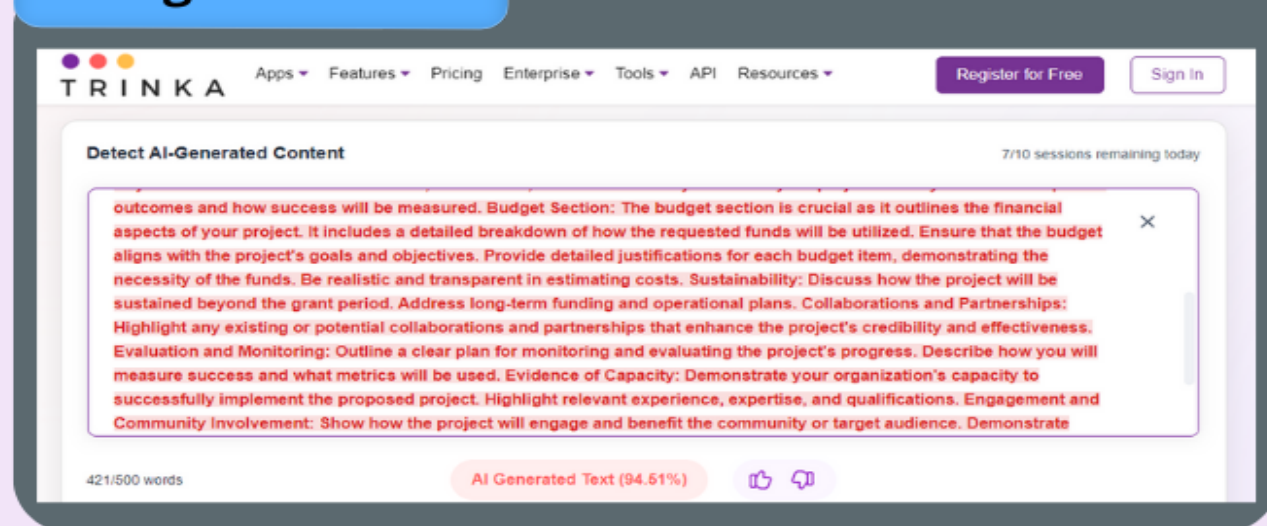 TRINKA
Apps Features Pricing Enterprise Tools API Resources
Register for Free
Sign In
Detect AI-Generated Content
7/10 sessions remaining today
outcomes and how success will be measured. Budget Section: The budget section is crucial as it outlines the financial
aspects of your project. It includes a detailed breakdown of how the requested funds will be utilized. Ensure that the budget
aligns with the project's goals and objectives. Provide detailed justifications for each budget item, demonstrating the
necessity of the funds. Be realistic and transparent in estimating costs. Sustainability: Discuss how the project will be
sustained beyond the grant period. Address long-term funding and operational plans. Collaborations and Partnerships:
Highlight any existing or potential collaborations and partnerships that enhance the project's credibility and effectiveness.
Evaluation and Monitoring: Outline a clear plan for monitoring and evaluating the project's progress. Describe how you will
measure success and what metrics will be used. Evidence of Capacity: Demonstrate your organization's capacity to
successfully implement the proposed project. Highlight relevant experience, expertise, and qualifications. Engagement and
Community Involvement: Show how the project will engage and benefit the community or target audience. Demonstrate
421/500 words
AI Generated Text (94.51%)